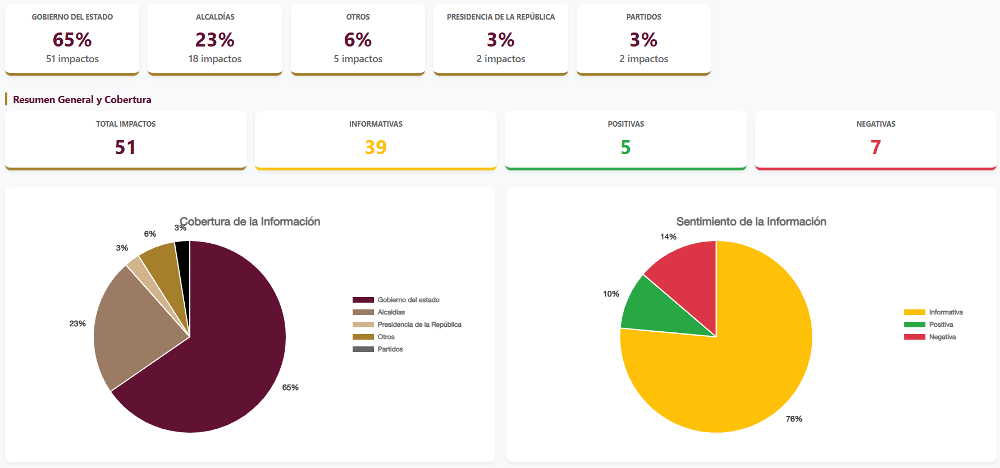 GOBIERNO DEL ESTADO
65%
51 impactos
ALCALDÍAS
23%
18 impactos
OTROS
6%
5 impactos
PRESIDENCIA DE LA REPÚBLICA
3%
2 impactos
PARTIDOS
3%
2 impactos
Resumen General y Cobertura
TOTAL IMPACTOS
51
INFORMATIVAS
39
POSITIVAS
5
NEGATIVAS
7
Cobertura de la Información
3%
6%
3%
23%
65%
Gobierno del estado
Alcaldías
Presidencia de la República
Otros
Partidos
Sentimiento de la Información
14%
10%
76%
Informativa
Positiva
Negativa